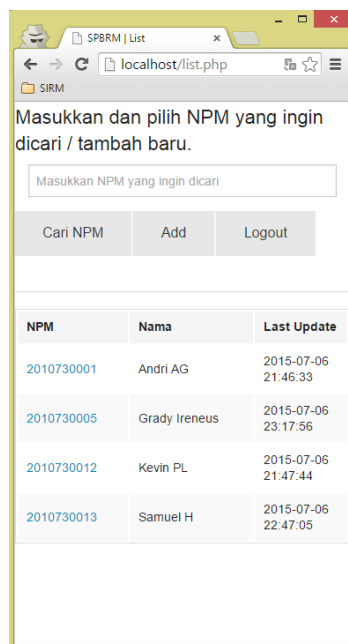 SPBRM | List
localhost/list.php
SIRM
Masukkan dan pilih NPM yang ingin
dicari / tambah baru.
Masukkan NPM yang ingin dicari
Cari NPM Add Logout
NPM Nama Last Update
2010730001 Andri AG 2015-07-06
21:46:33
2010730005 Grady Ireneus 2015-07-06
23:17:56
2010730012 Kevin PL 2015-07-06
21:47:44
2010730013 Samuel H 2015-07-06
22:47:05